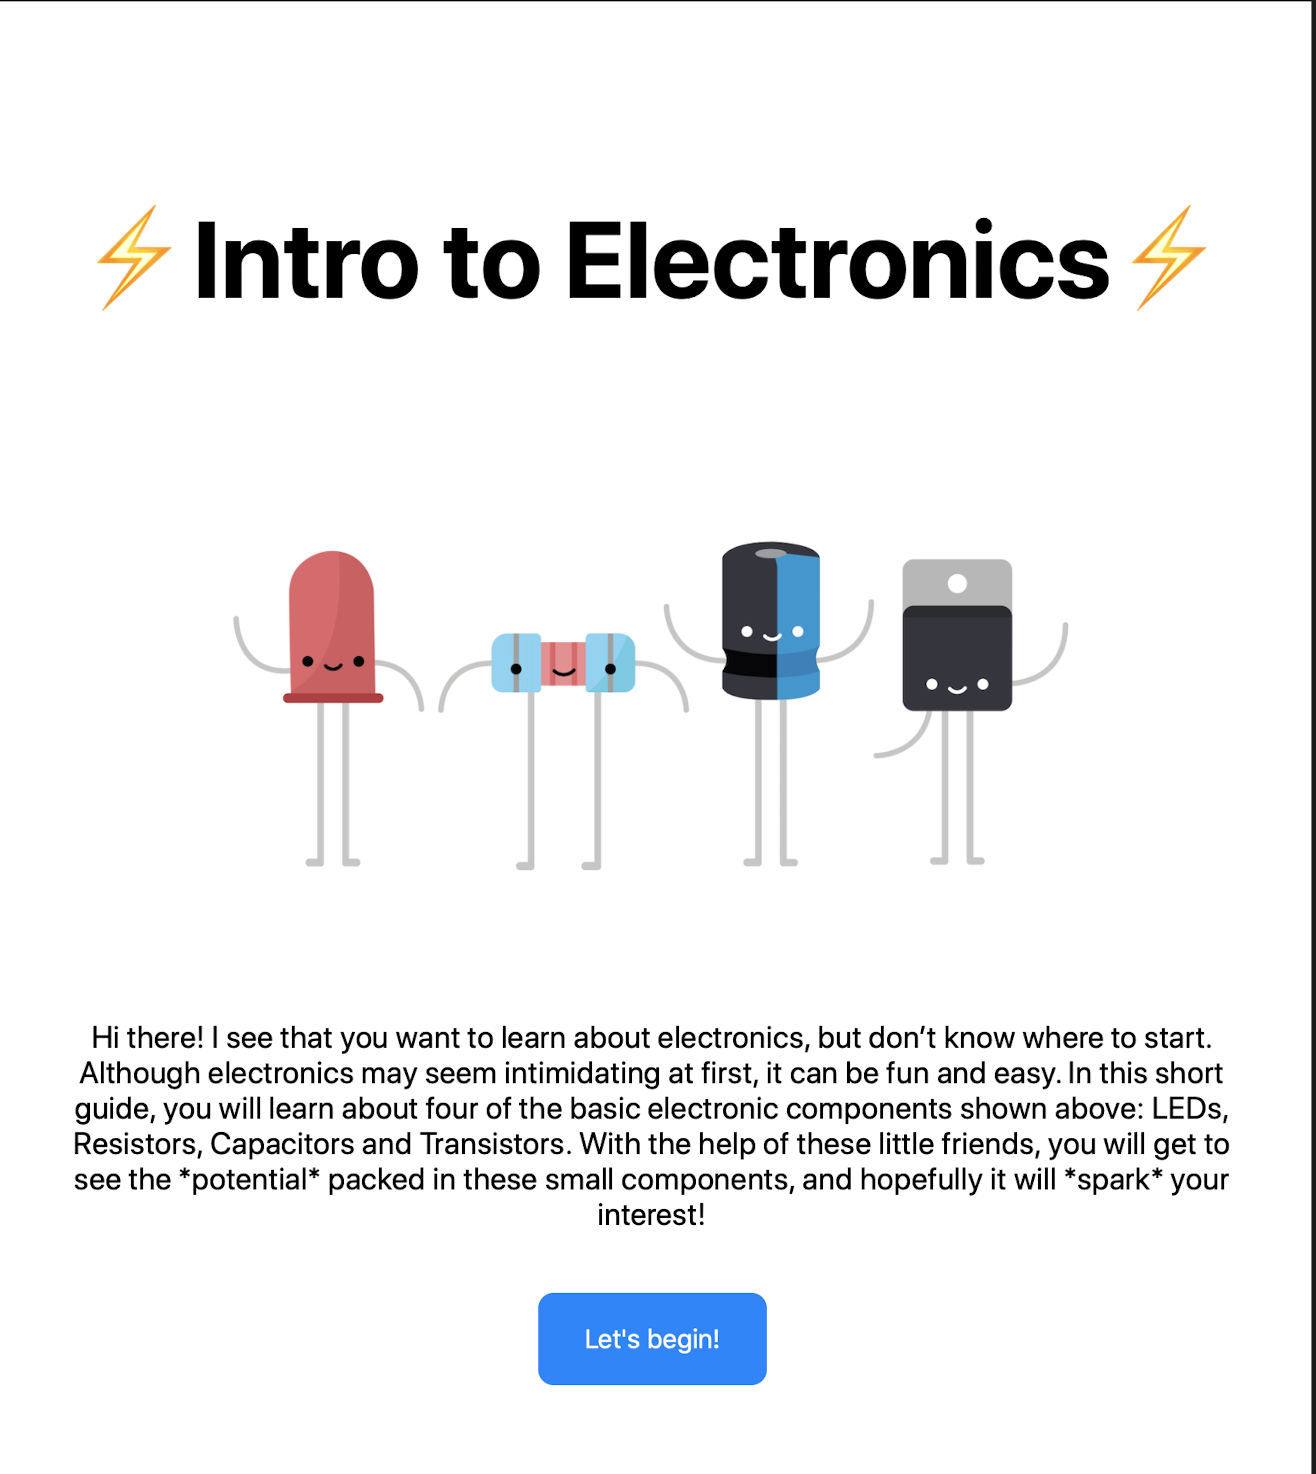 ⚡ Intro to Electronics ⚡
Hi there! I see that you want to learn about electronics, but don’t know where to start.
Although electronics may seem intimidating at first, it can be fun and easy. In this short
guide, you will learn about four of the basic electronic components shown above: LEDs,
Resistors, Capacitors and Transistors. With the help of these little friends, you will get to
see the *potential* packed in these small components, and hopefully it will *spark* your
interest!
Let's begin!